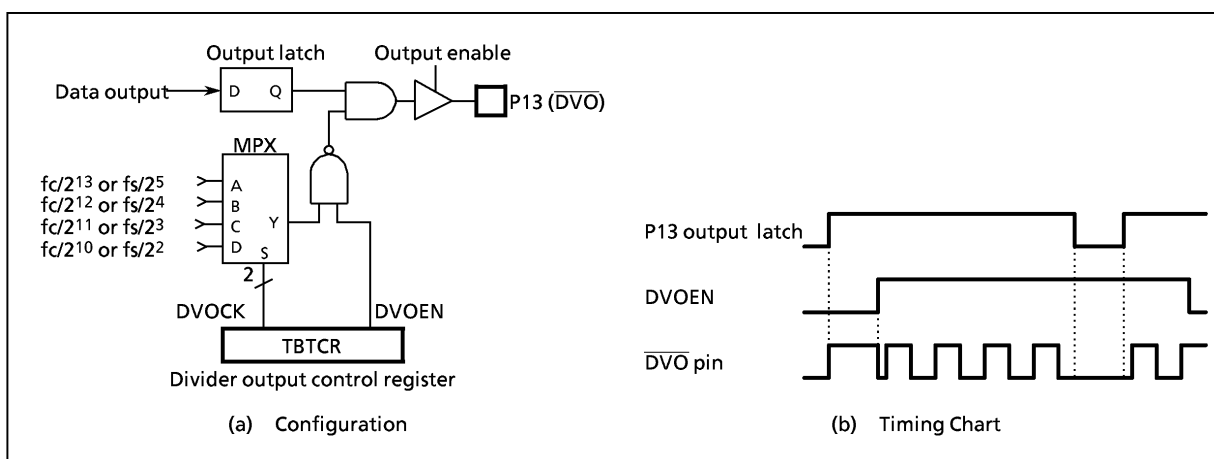 Output latch
Output enable
Data output
D Q
P13 (D̅V̅O̅)
MPX
fc/2¹³ or fs/2⁵
fc/2¹² or fs/2⁴
fc/2¹¹ or fs/2³
fc/2¹⁰ or fs/2²
A
B
C
D
Y
S
2
DVOCK
DVOEN
TBTCR
Divider output control register
(a) Configuration
P13 output latch
DVOEN
D̅V̅O̅ pin
(b) Timing Chart